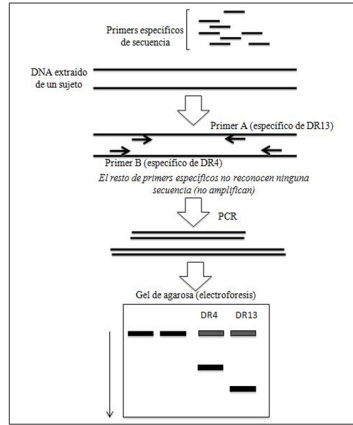 Primers específicos
de secuencia
DNA extraido
de un sujeto
Primer A (específico de DR13)
Primer B (específico de DR4)
El resto de primers específicos no reconocen ninguna
secuencia (no amplifican)
PCR
Gel de agarosa (electroforesis)
DR4 DR13